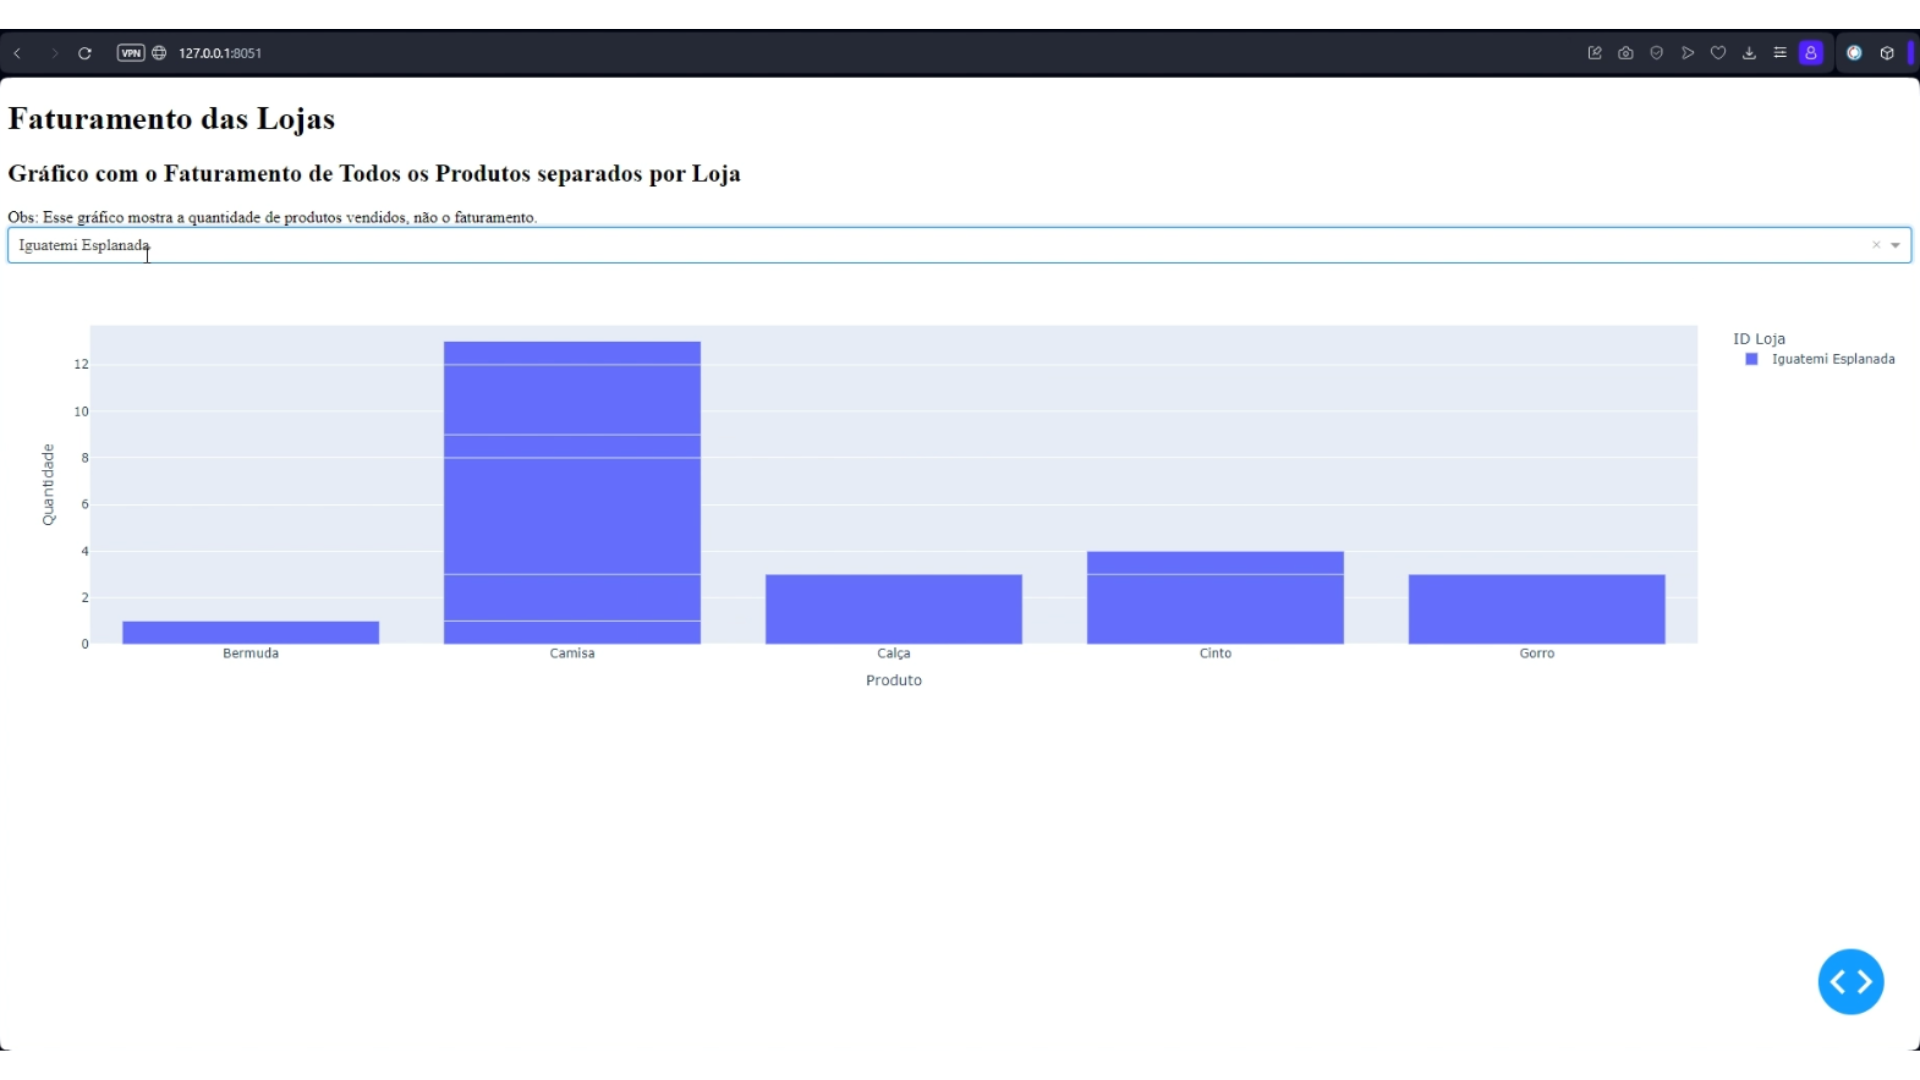 VPN 127.0.0.1:8051
Faturamento das Lojas
Gráfico com o Faturamento de Todos os Produtos separados por Loja
Obs: Esse gráfico mostra a quantidade de produtos vendidos, não o faturamento.
Iguatemi Esplanada
ID Loja
Iguatemi Esplanada
12
10
8
6
4
2
0
Quantidade
Bermuda Camisa Calça Cinto Gorro
Produto